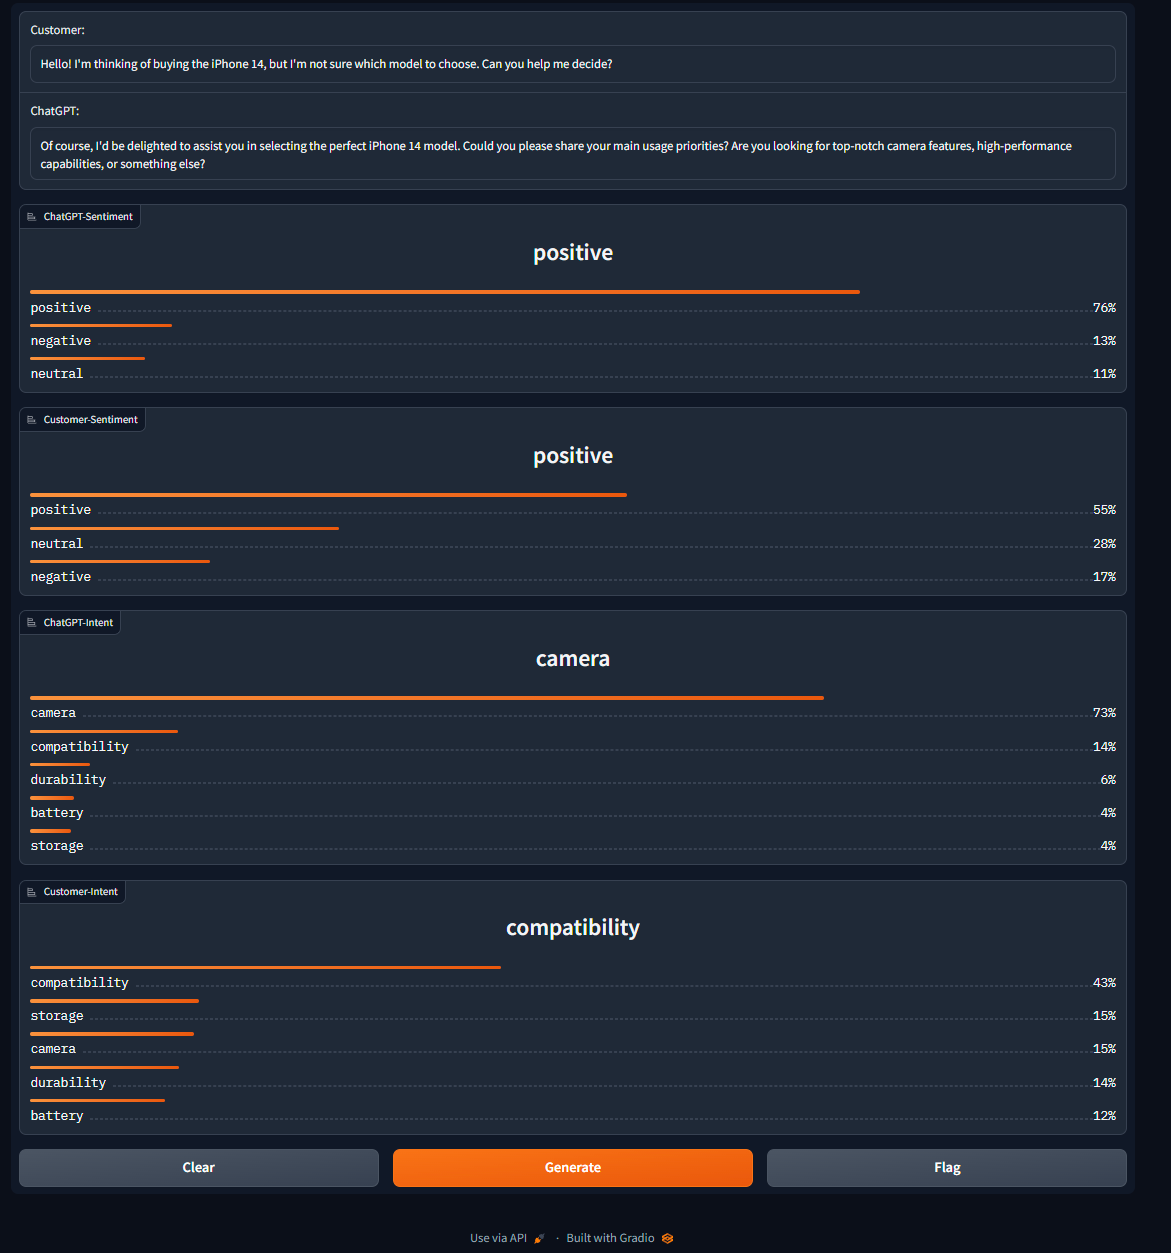 Customer:
Hello! I'm thinking of buying the iPhone 14, but I'm not sure which model to choose. Can you help me decide?
ChatGPT:
Of course, I'd be delighted to assist you in selecting the perfect iPhone 14 model. Could you please share your main usage priorities? Are you looking for top-notch camera features, high-performance
capabilities, or something else?
ChatGPT-Sentiment
positive
positive 76%
negative 13%
neutral 11%
Customer-Sentiment
positive
positive 55%
neutral 28%
negative 17%
ChatGPT-Intent
camera
camera 73%
compatibility 14%
durability 6%
battery 4%
storage 4%
Customer-Intent
compatibility
compatibility 43%
storage 15%
camera 15%
durability 14%
battery 12%
Clear Generate Flag
Use via API · Built with Gradio